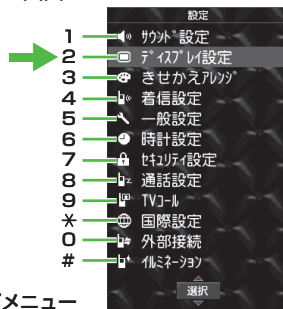 設定
1 ｻｳﾝﾄﾞ設定
2 ﾃﾞｨｽﾌﾟﾚｲ設定
3 きせかえｱﾚﾝｼﾞ
4 着信設定
5 一般設定
6 時計設定
7 ｾｷｭﾘﾃｨ設定
8 通話設定
9 TVｺｰﾙ
* 国際設定
0 外部接続
# ｲﾙﾐﾈｰｼｮﾝ
選択
メニュー